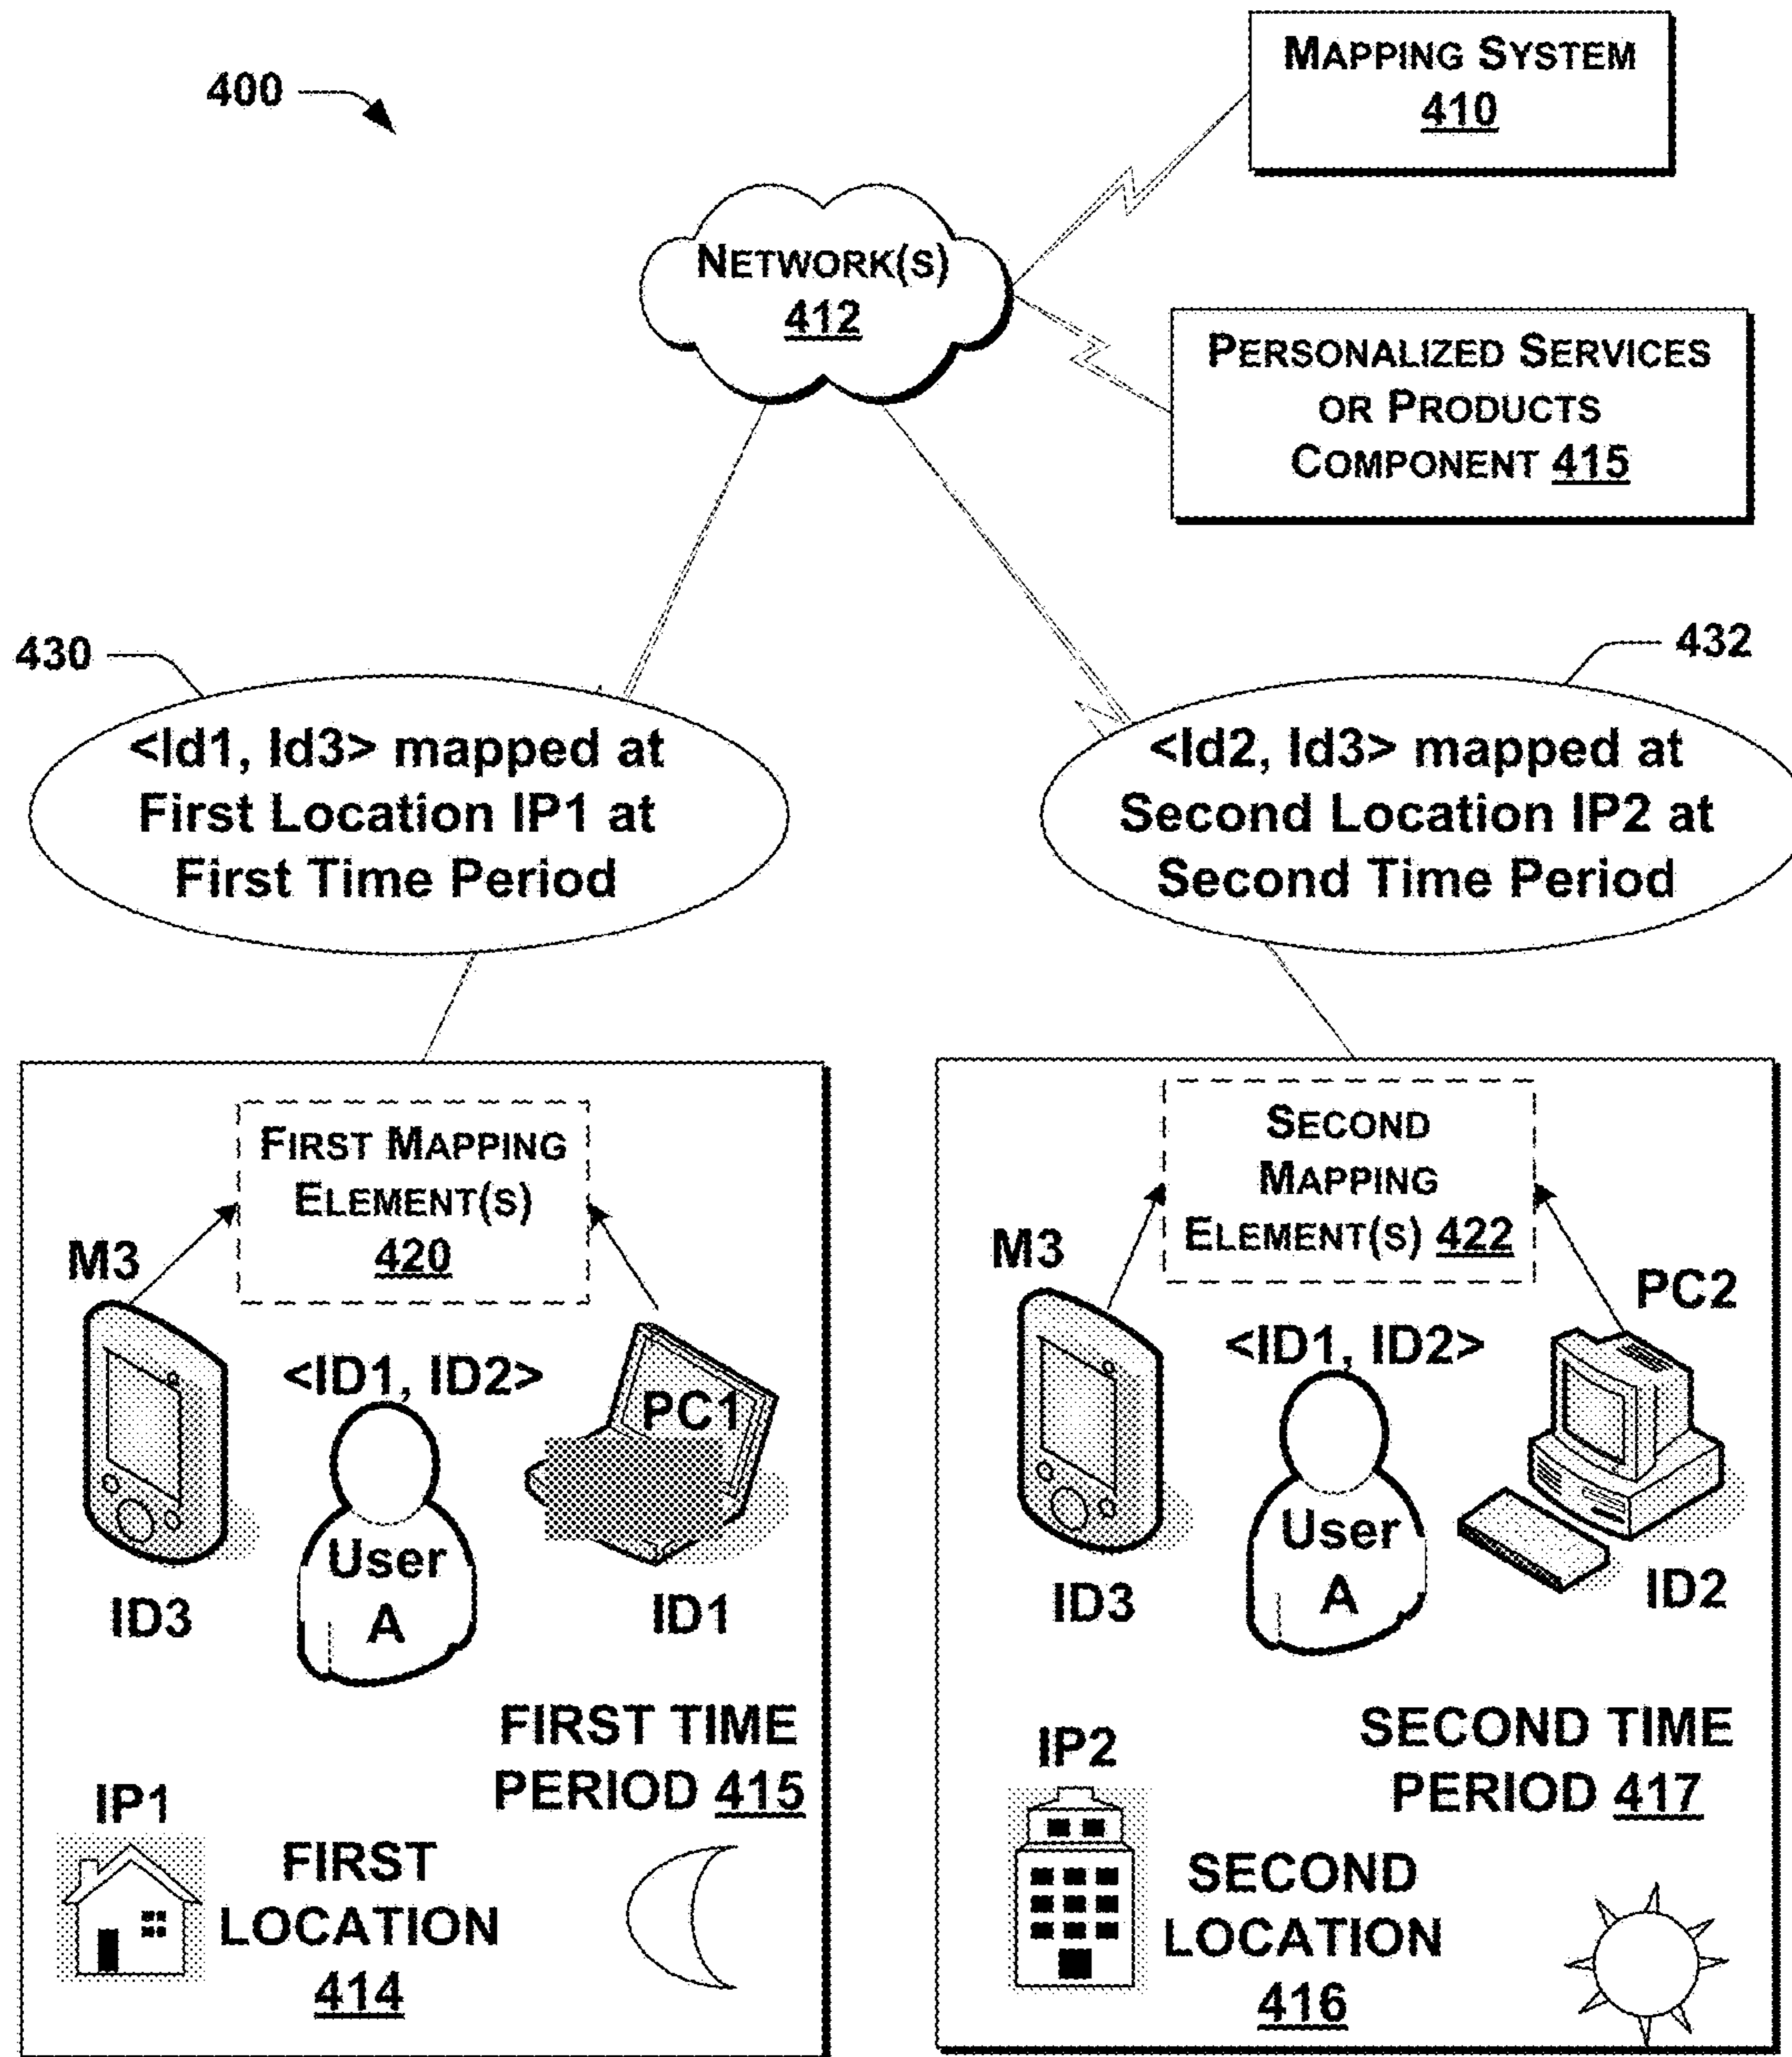 400
MAPPING SYSTEM
410
NETWORK(S)
412
PERSONALIZED SERVICES
OR PRODUCTS
COMPONENT 415
430
<Id1, Id3> mapped at
First Location IP1 at
First Time Period
432
<Id2, Id3> mapped at
Second Location IP2 at
Second Time Period
FIRST MAPPING
ELEMENT(S)
420
M3
<ID1, ID2>
PC1
User
A
ID3
ID1
FIRST TIME
PERIOD 415
IP1
FIRST
LOCATION
414
SECOND
MAPPING
ELEMENT(S) 422
M3
PC2
<ID1, ID2>
User
A
ID3
ID2
IP2
SECOND TIME
PERIOD 417
SECOND
LOCATION
416